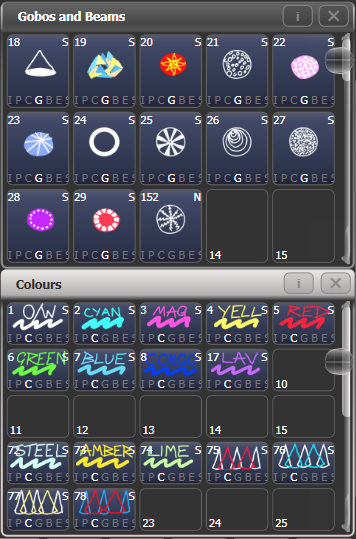 Gobos and Beams
i
18 S 19 S 20 S 21 S 22 S
IPCGBES IPCGBES IPCGBES IPCGBES IPCGBES
23 S 24 S 25 S 26 S 27 S
IPCGBES IPCGBES IPCGBES IPCGBES IPCGBES
28 S 29 S 152 N
IPCGBES IPCGBES IPCGBES 14 15
Colours
i
1 S 2 S 3 S 4 S 5 S
O/W CYAN MAG YELL RED
IPCGBES IPCGBES IPCGBES IPCGBES IPCGBES
6 S 7 S 8 S 17 S
GREEN BLUE LAV
IPCGBES IPCGBES IPCGBES IPCGBES 10
11 12 13 14 15
72 S 73 S 74 S 75 S 76 S
STEEL AMBER LIME
IPCGBES IPCGBES IPCGBES IPCGBES IPCGBES
77 S 78 S
IPCGBES IPCGBES 23 24 25